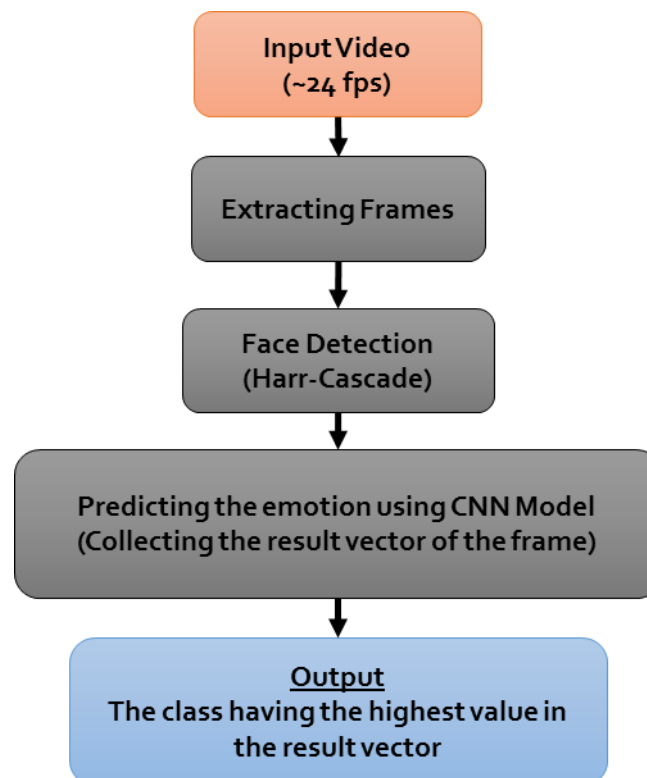 Input Video
(~24 fps)
Extracting Frames
Face Detection
(Harr-Cascade)
Predicting the emotion using CNN Model
(Collecting the result vector of the frame)
Output
The class having the highest value in
the result vector